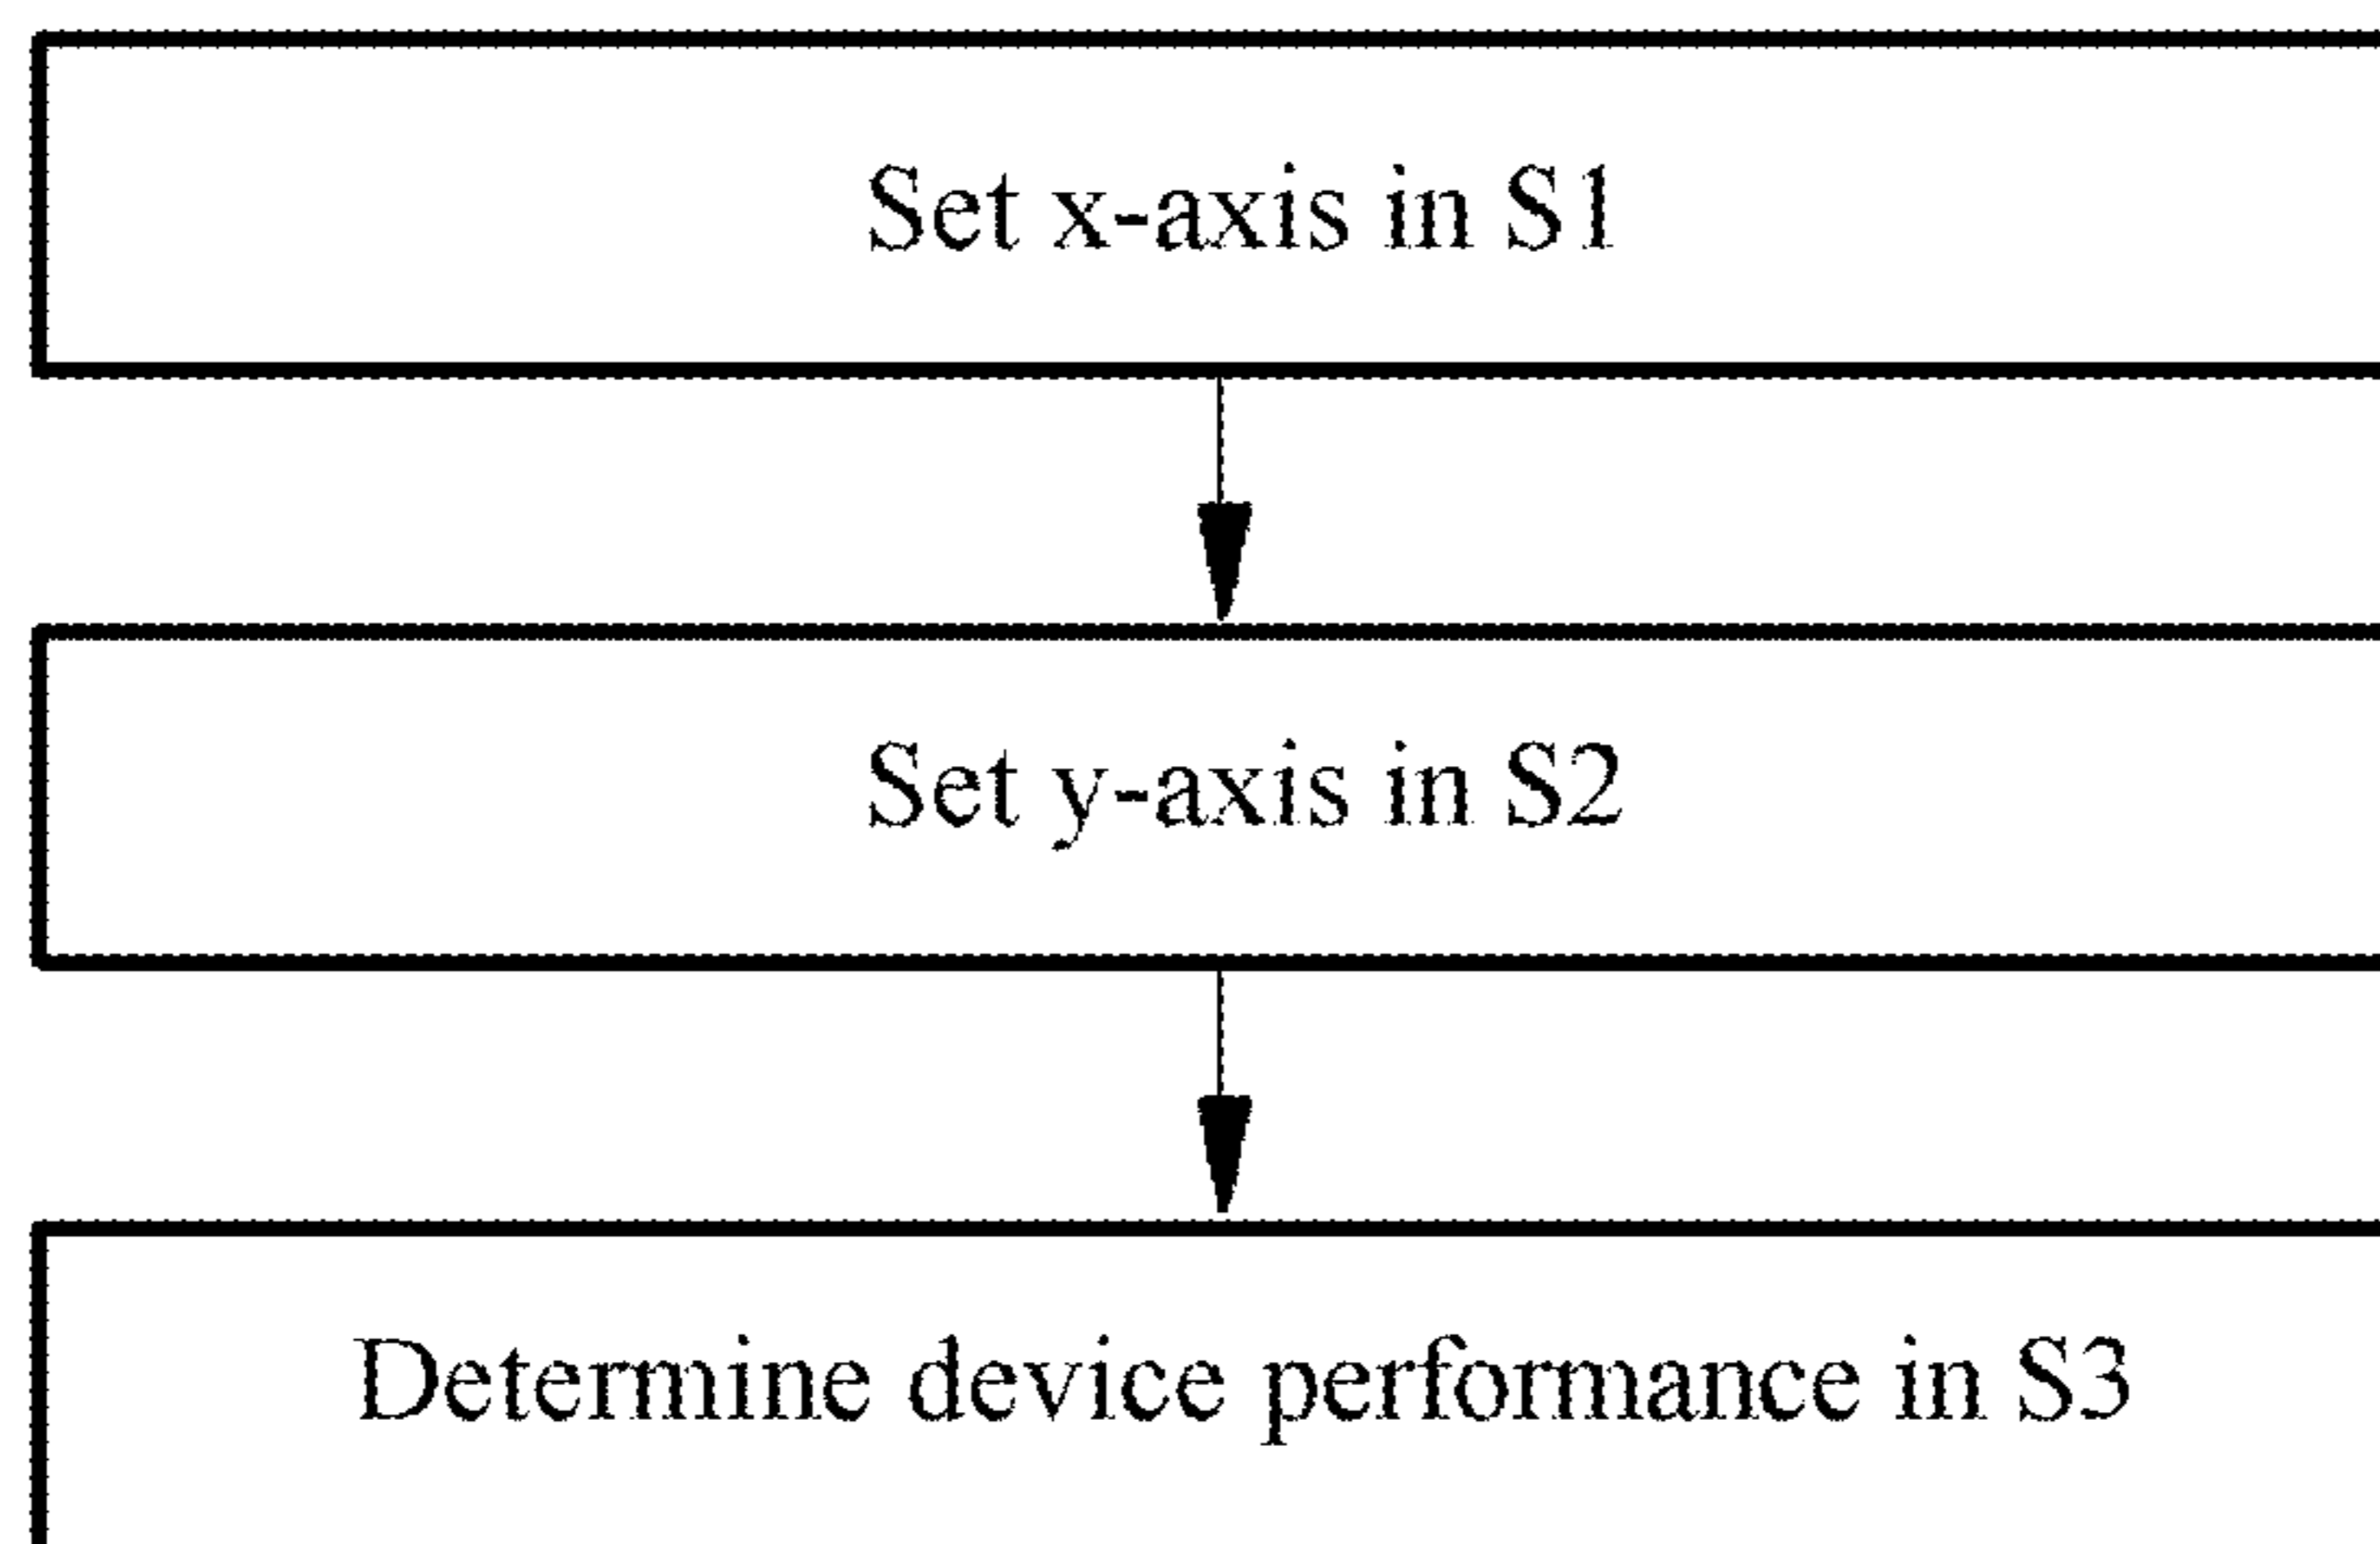 Set x-axis in S1
Set y-axis in S2
Determine device performance in S3